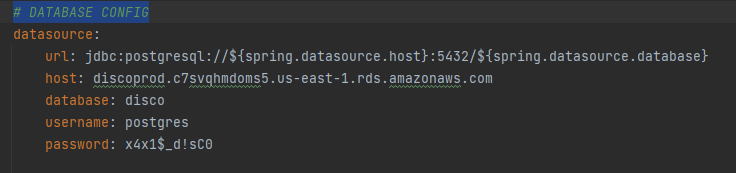 # DATABASE CONFIG
datasource:
url: jdbc:postgresql://${spring.datasource.host}:5432/${spring.datasource.database}
host: discoprod.c7svqhmdoms5.us-east-1.rds.amazonaws.com
database: disco
username: postgres
password: x4x1$_d!sC0